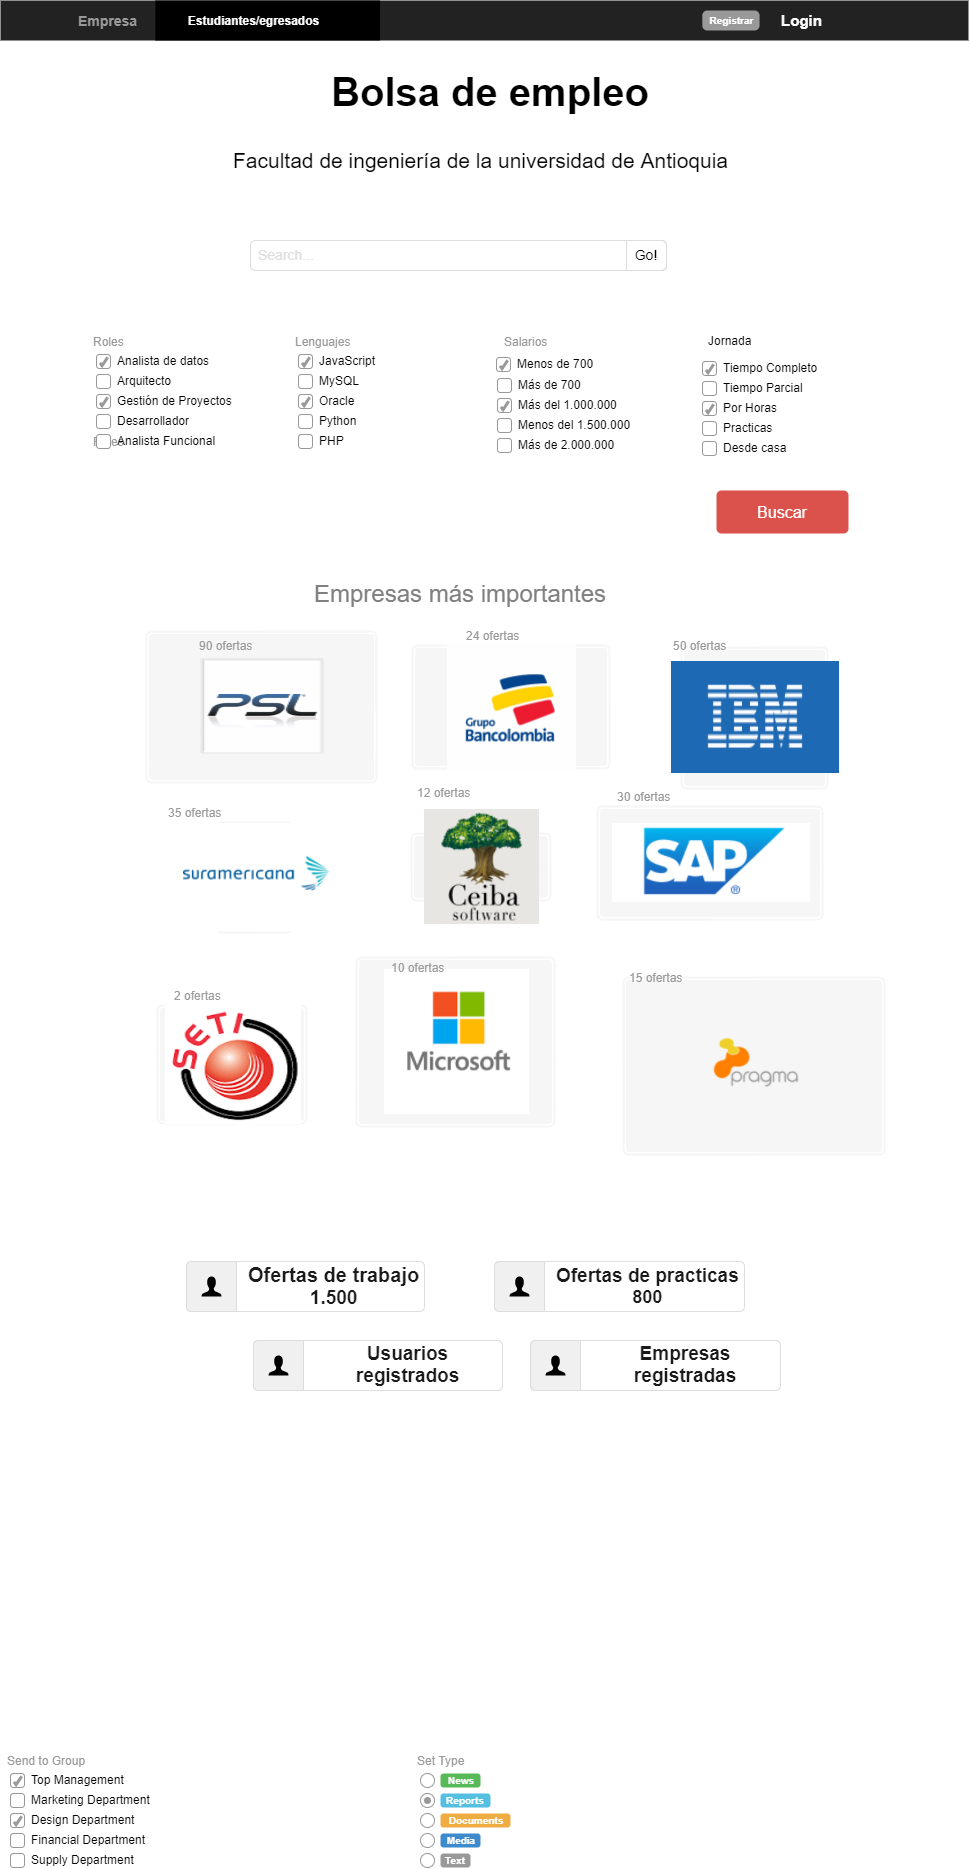 Empresa
Estudiantes/egresados
Registrar
Login
Bolsa de empleo
Facultad de ingeniería de la universidad de Antioquia
Search...
Go!
Roles
Analista de datos
Arquitecto
Gestión de Proyectos
Desarrollador
Analista Funcional
Lenguajes
JavaScript
MySQL
Oracle
Python
PHP
Salarios
Menos de 700
Más de 700
Más del 1.000.000
Menos del 1.500.000
Más de 2.000.000
Jornada
Tiempo Completo
Tiempo Parcial
Por Horas
Practicas
Desde casa
Buscar
Empresas más importantes
90 ofertas
PSL
24 ofertas
Grupo
Bancolombia
50 ofertas
IBM
35 ofertas
suramericana
12 ofertas
Ceiba
software
30 ofertas
SAP
®
2 ofertas
SETI
10 ofertas
Microsoft
15 ofertas
pragma
Ofertas de trabajo
1.500
Ofertas de practicas
800
Usuarios
registrados
Empresas
registradas
Send to Group
Top Management
Marketing Department
Design Department
Financial Department
Supply Department
Set Type
News
Reports
Documents
Media
Text